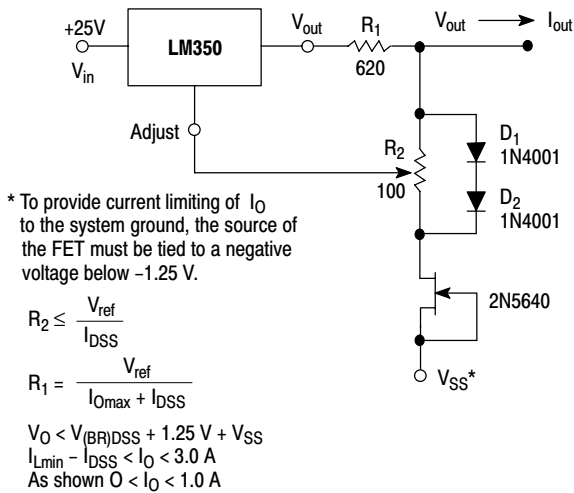 +25V
V_in
LM350
V_out
R_1
620
V_out
I_out
Adjust
R_2
100
D_1
1N4001
D_2
1N4001
2N5640
V_SS*
* To provide current limiting of I_O
to the system ground, the source of
the FET must be tied to a negative
voltage below –1.25 V.
R_2 ≤ V_ref / I_DSS
R_1 = V_ref / I_Omax + I_DSS
V_O < V_(BR)DSS + 1.25 V + V_SS
I_Lmin – I_DSS < I_O < 3.0 A
As shown O < I_O < 1.0 A